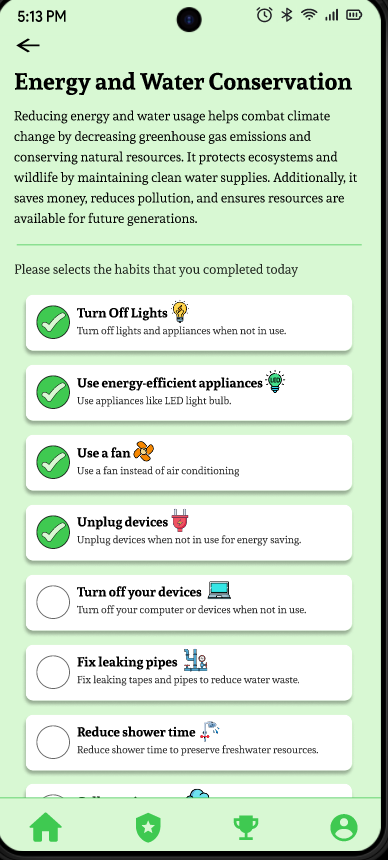 5:13 PM
Energy and Water Conservation
Reducing energy and water usage helps combat climate
change by decreasing greenhouse gas emissions and
conserving natural resources. It protects ecosystems and
wildlife by maintaining clean water supplies. Additionally, it
saves money, reduces pollution, and ensures resources are
available for future generations.
Please selects the habits that you completed today
Turn Off Lights
Turn off lights and appliances when not in use.
Use energy-efficient appliances
LED
Use appliances like LED light bulb.
Use a fan
Use a fan instead of air conditioning
Unplug devices
Unplug devices when not in use for energy saving.
Turn off your devices
Turn off your computer or devices when not in use.
Fix leaking pipes
Fix leaking tapes and pipes to reduce water waste.
Reduce shower time
Reduce shower time to preserve freshwater resources.